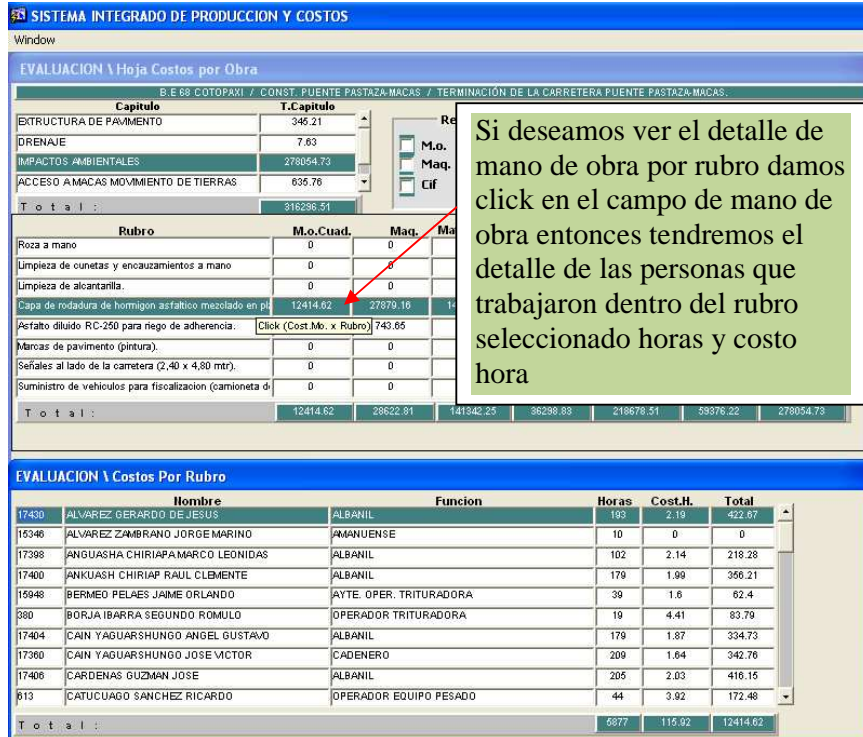 SISTEMA INTEGRADO DE PRODUCCION Y COSTOS
Window
EVALUACION \ Hoja Costos por Obra
B.E 68 COTOPAXI / CONST. PUENTE PASTAZA-MACAS / TERMINACIÓN DE LA CARRETERA PUENTE PASTAZA-MACAS.
Capitulo T.Capitulo
EXTRUCTURA DE PAVIMENTO 345.21
DRENAJE 7.63
IMPACTOS AMBIENTALES 278054.73
ACCESO A MACAS MOVIMIENTO DE TIERRAS 635.76
Total: 316296.51
Re
M.o.
Maq.
Cif
Si deseamos ver el detalle de
mano de obra por rubro damos
click en el campo de mano de
obra entonces tendremos el
detalle de las personas que
trabajaron dentro del rubro
seleccionado horas y costo
hora
Rubro M.o.Cuad. Maq. Mat
Roza a mano 0 0
Limpieza de cunetas y encauzamientos a mano 0 0
Limpieza de alcantarilla. 0 0
Capa de rodadura de hormigon asfaltico mezclado en pl 12414.62 27879.16 14
Asfalto diluido RC-250 para riego de adherencia. Click (Cost.Mo. x Rubro) 743.65
Marcas de pavimento (pintura). 0 0
Señales al lado de la carretera (2,40 x 4,80 mtr). 0 0
Suministro de vehiculos para fiscalizacion (camioneta d 0 0
Total: 12414.62 28622.81 141342.25 36298.83 218678.51 59376.22 278054.73
EVALUACION \ Costos Por Rubro
Nombre Funcion Horas Cost.H. Total
17430 ALVAREZ GERARDO DE JESUS ALBANIL 193 2.19 422.67
15346 ALVAREZ ZAMBRANO JORGE MARINO AMANUENSE 10 0 0
17398 ANGUASHA CHIRIAPA MARCO LEONIDAS ALBANIL 102 2.14 218.28
17400 ANKUASH CHIRIAP RAUL CLEMENTE ALBANIL 179 1.99 356.21
15948 BERMEO PELAES JAIME ORLANDO AYTE. OPER. TRITURADORA 39 1.6 62.4
380 BORJA IBARRA SEGUNDO ROMULO OPERADOR TRITURADORA 19 4.41 83.79
17404 CAIN YAGUARSHUNGO ANGEL GUSTAVO ALBANIL 179 1.87 334.73
17360 CAIN YAGUARSHUNGO JOSE VICTOR CADENERO 209 1.64 342.76
17406 CARDENAS GUZMAN JOSE ALBANIL 205 2.03 416.15
613 CATUCUAGO SANCHEZ RICARDO OPERADOR EQUIPO PESADO 44 3.92 172.48
Total: 5877 115.92 12414.62